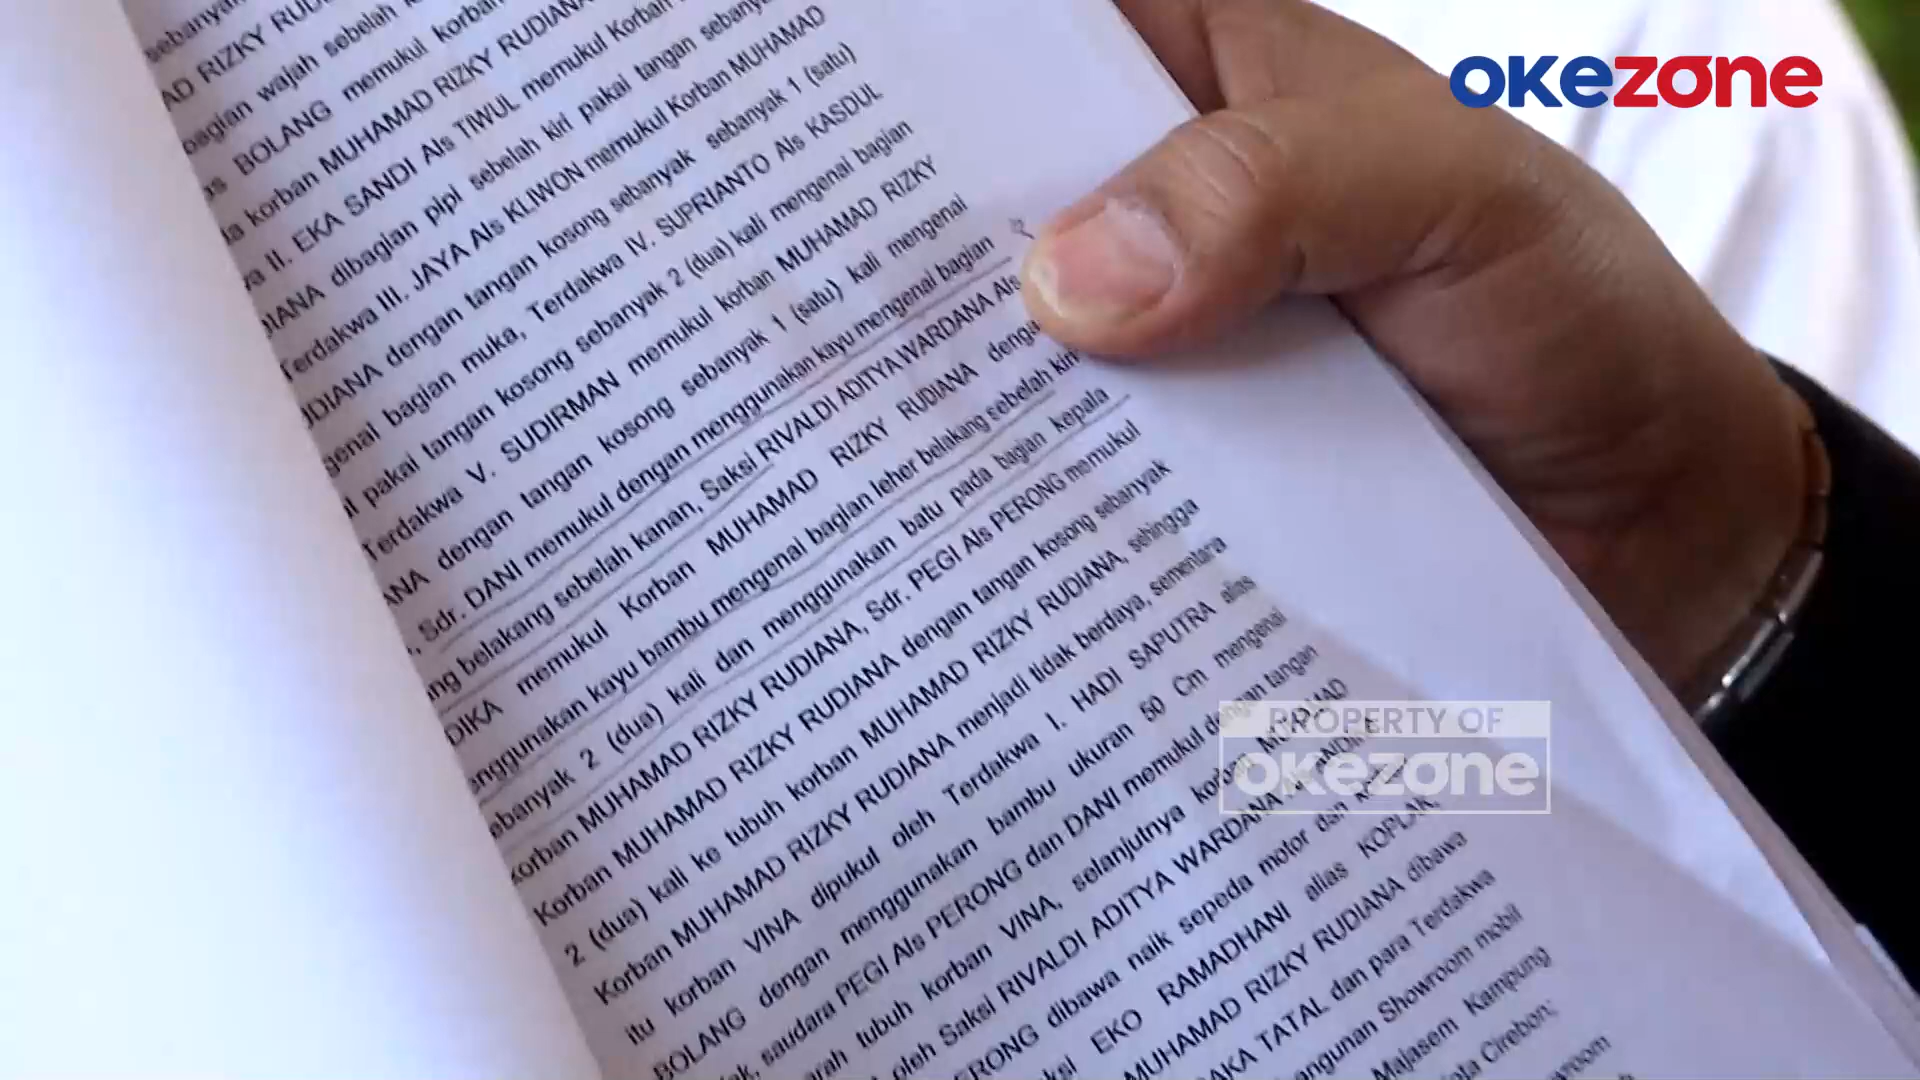 okezone
sebanyak
AD RIZKY RUDI
bagian wajah sebelah
BOLANG memukul korban
korban MUHAMAD RIZKY RUDIANA
II. EKA SANDI Als TIWUL memukul Korban
DIANA dibagian pipi sebelah kiri pakai tangan
Terdakwa III. JAYA Als KLIWON memukul Korban MUHAMAD
UDIANA dengan tangan kosong sebanyak 1 (satu)
genai bagian muka, Terdakwa IV. SUPRIANTO Als KASDUL
pakai tangan kosong sebanyak 2 (dua) kali mengenai bagian
Terdakwa V. SUDIRMAN memukul korban MUHAMAD RIZKY
ANA dengan tangan kosong sebanyak 1 (satu) kali mengenai
, Sdr. DANI memukul dengan menggunakan kayu mengenai bagian
ng belakang sebelah kanan, Saksi RIVALDI ADITYA WARDANA Als
DIKA memukul Korban MUHAMAD RIZKY RUDIANA denga
enggunakan kayu bambu mengenai bagian leher belakang sebelah kiri
ebanyak 2 (dua) kali dan menggunakan batu pada bagian kepala
korban MUHAMAD RIZKY RUDIANA, Sdr. PEGI Als PERONG memukul
Korban MUHAMAD RIZKY RUDIANA dengan tangan kosong sebanyak
2 (dua) kali ke tubuh korban MUHAMAD RIZKY RUDIANA, sehingga
Korban MUHAMAD RIZKY RUDIANA menjadi tidak berdaya, sementara
itu korban VINA dipukul oleh Terdakwa I. HADI SAPUTRA alias
BOLANG dengan menggunakan bambu ukuran 50 Cm mengenai
saudara PEGI Als PERONG dan DANI memukul dengan tangan
arah tubuh korban VINA, selanjutnya korban MUHAMAD
oleh Saksi RIVALDI ADITYA WARDANA
ERONG dibawa naik sepeda motor dan
EKO RAMADHANI alias KOPLAK,
MUHAMAD RIZKY RUDIANA dibawa
AKA TATAL dan para Terdakwa
angunan Showroom mobil
Majasem Kampung
Cirebon;
PROPERTY OF
okezone